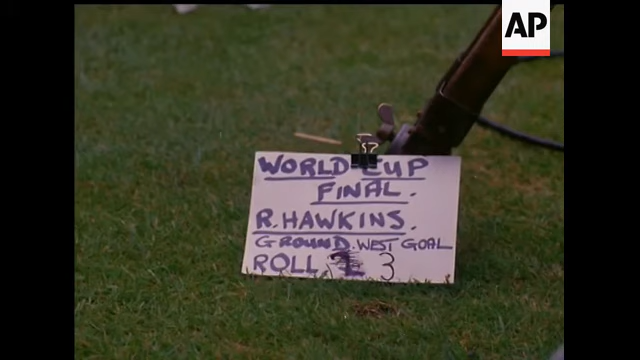 AP
WORLD CUP
FINAL.
R. HAWKINS.
GROUND. WEST GOAL
ROLL. 3